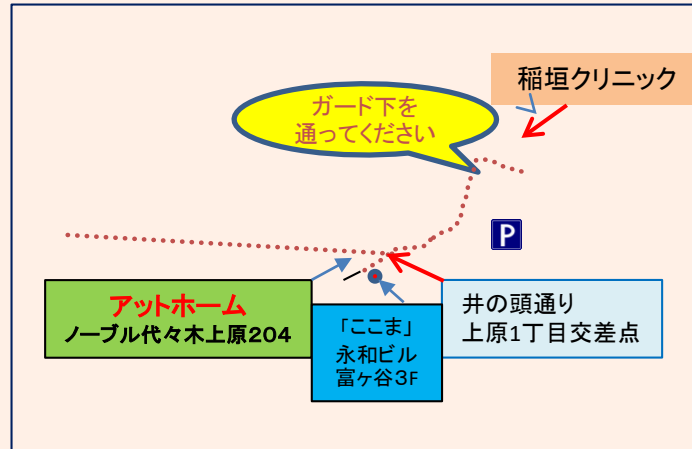 稲垣クリニック
ガード下を
通ってください
P
アットホーム
ノーブル代々木上原204
「ここま」
永和ビル
富ヶ谷3F
井の頭通り
上原1丁目交差点